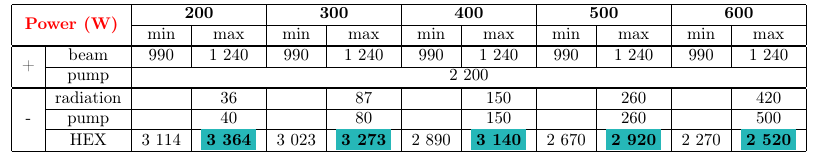 Power (W) 200 300 400 500 600
min max min max min max min max min max
+ beam 990 1 240 990 1 240 990 1 240 990 1 240 990 1 240
pump 2 200
- radiation 36 87 150 260 420
pump 40 80 150 260 500
HEX 3 114 3 364 3 023 3 273 2 890 3 140 2 670 2 920 2 270 2 520